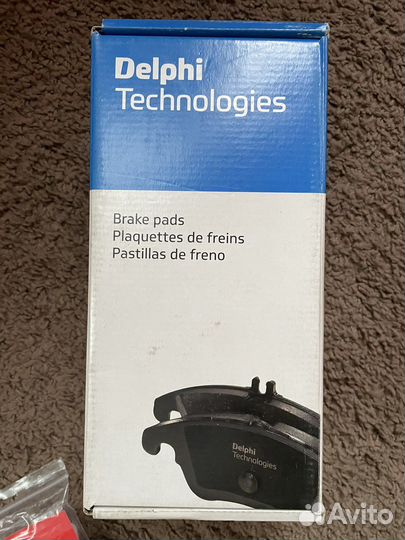 Delphi
Technologies
Brake pads
Plaquettes de freins
Pastillas de freno
Delphi
Technologies
Avito